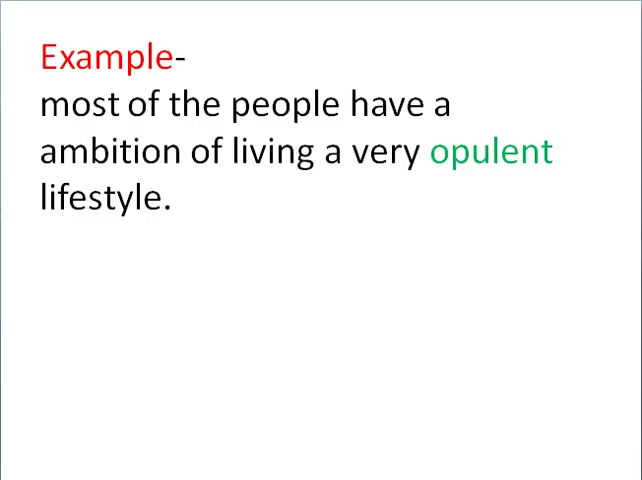 Example-
most of the people have a
ambition of living a very opulent
lifestyle.